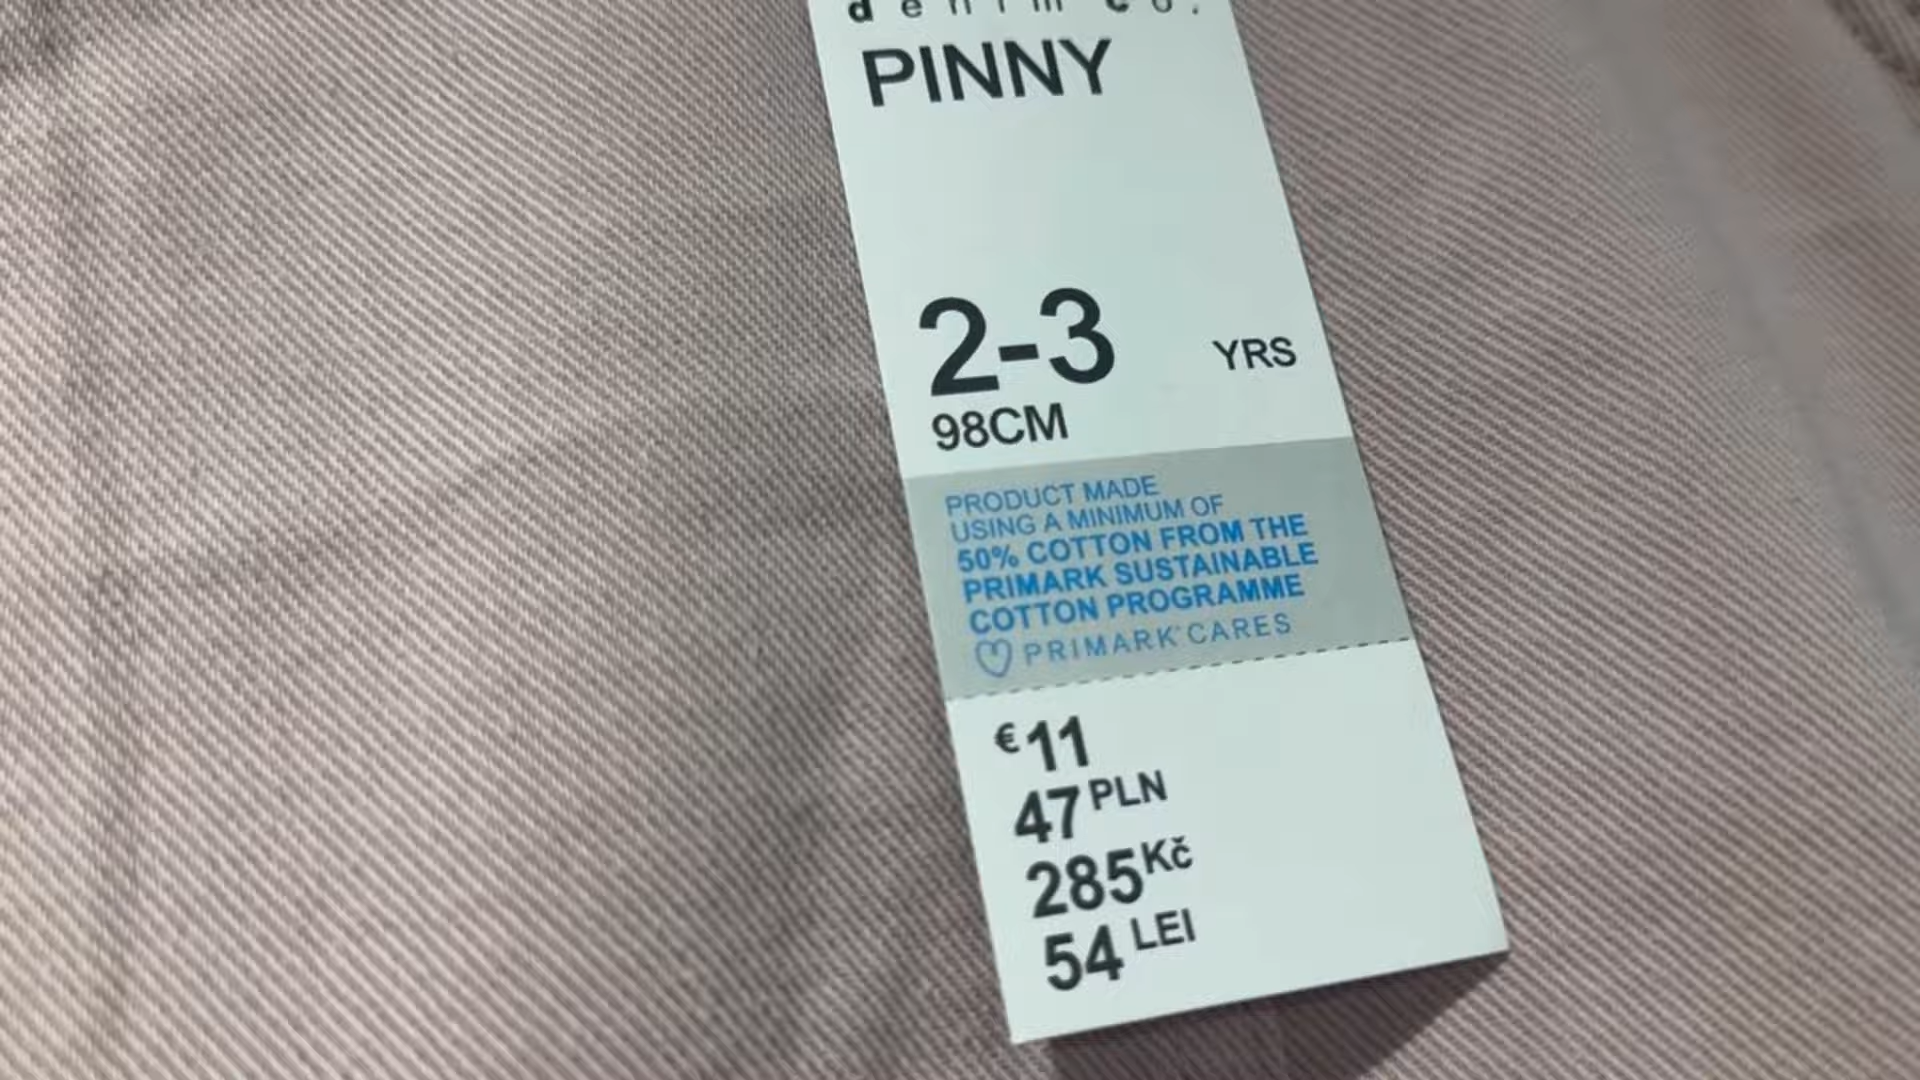 denim co.
PINNY
2-3 YRS
98CM
PRODUCT MADE
USING A MINIMUM OF
50% COTTON FROM THE
PRIMARK SUSTAINABLE
COTTON PROGRAMME
PRIMARK CARES
€11
47 PLN
285 Kč
54 LEI